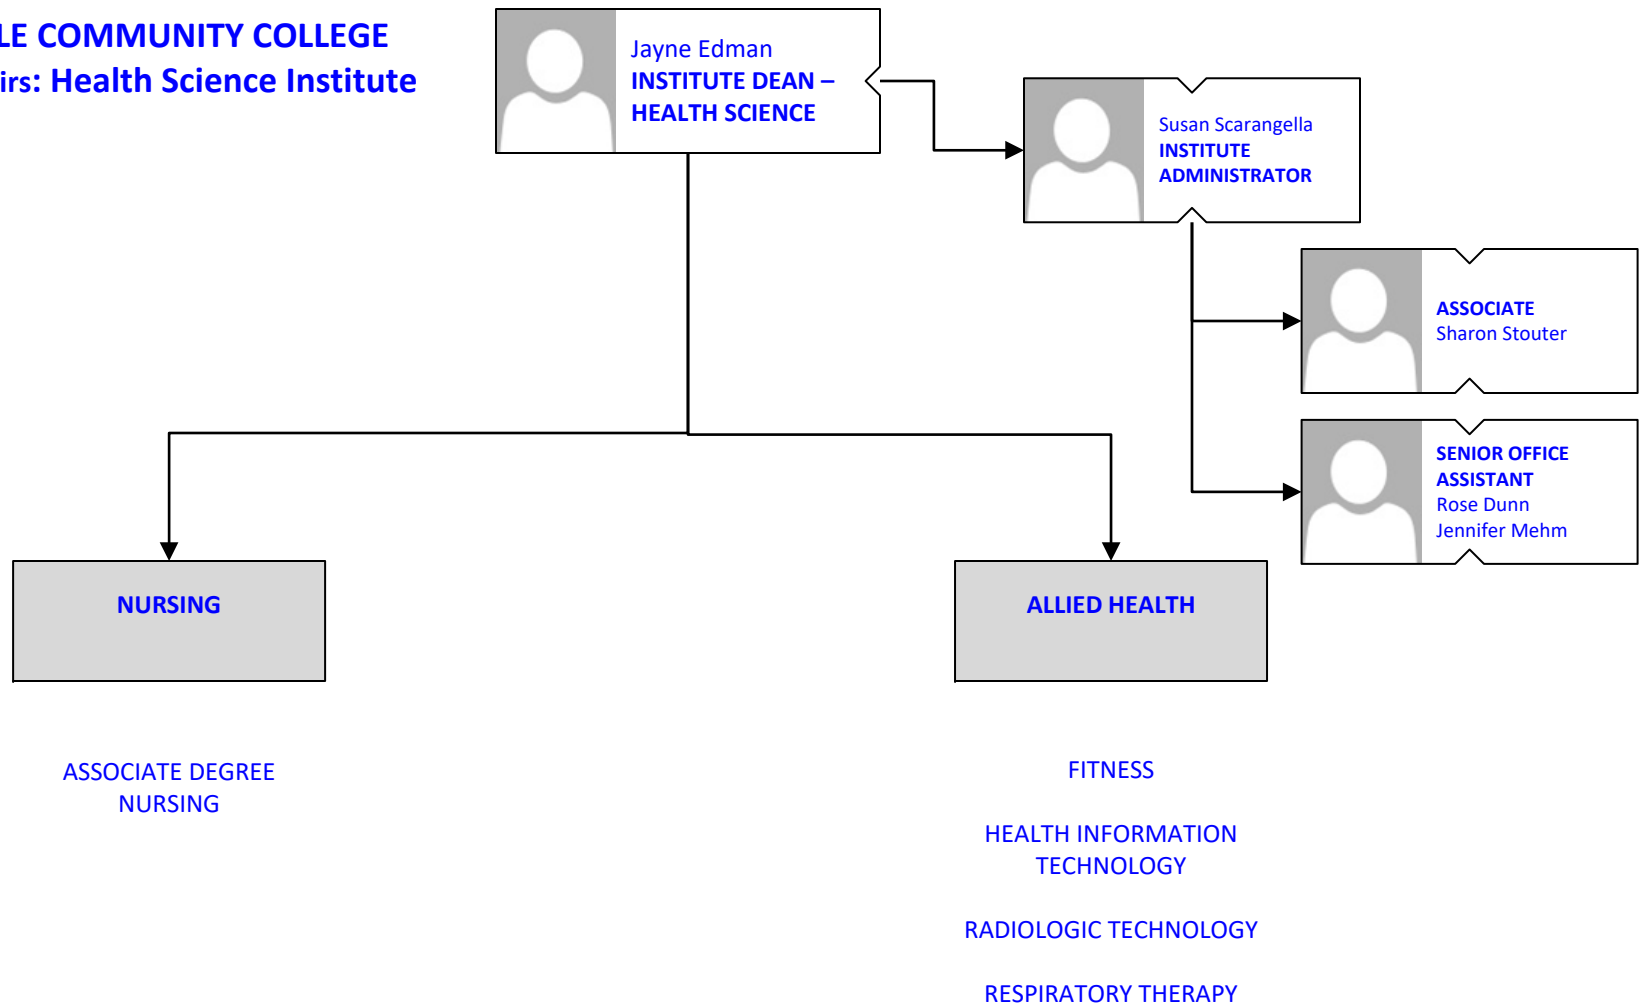 COMMUNITY COLLEGE
: Health Science Institute
Jayne Edman
INSTITUTE DEAN –
HEALTH SCIENCE
Susan Scarangella
INSTITUTE
ADMINISTRATOR
ASSOCIATE
Sharon Stouter
SENIOR OFFICE
ASSISTANT
Rose Dunn
Jennifer Mehm
NURSING
ALLIED HEALTH
ASSOCIATE DEGREE
NURSING
FITNESS
HEALTH INFORMATION
TECHNOLOGY
RADIOLOGIC TECHNOLOGY
RESPIRATORY THERAPY